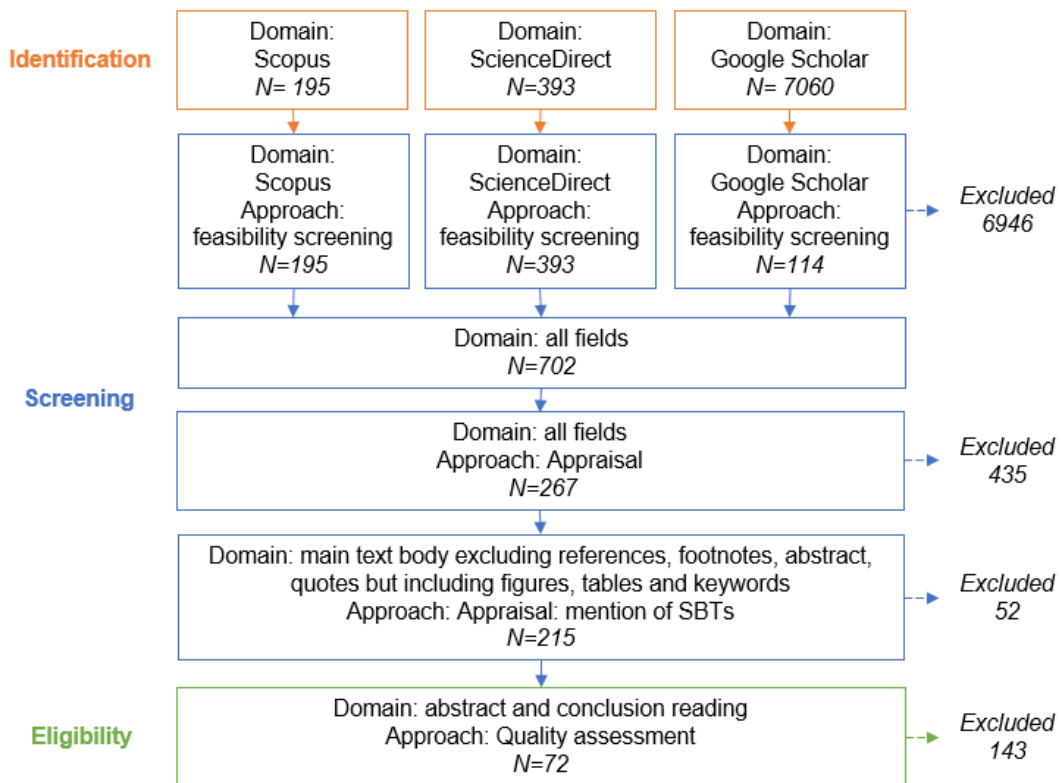 Identification
Domain:
Scopus
N= 195
Domain:
ScienceDirect
N=393
Domain:
Google Scholar
N= 7060
Domain:
Scopus
Approach:
feasibility screening
N=195
Domain:
ScienceDirect
Approach:
feasibility screening
N=393
Domain:
Google Scholar
Approach:
feasibility screening
N=114
Excluded
6946
Screening
Domain: all fields
N=702
Domain: all fields
Approach: Appraisal
N=267
Excluded
435
Domain: main text body excluding references, footnotes, abstract,
quotes but including figures, tables and keywords
Approach: Appraisal: mention of SBTs
N=215
Excluded
52
Eligibility
Domain: abstract and conclusion reading
Approach: Quality assessment
N=72
Excluded
143